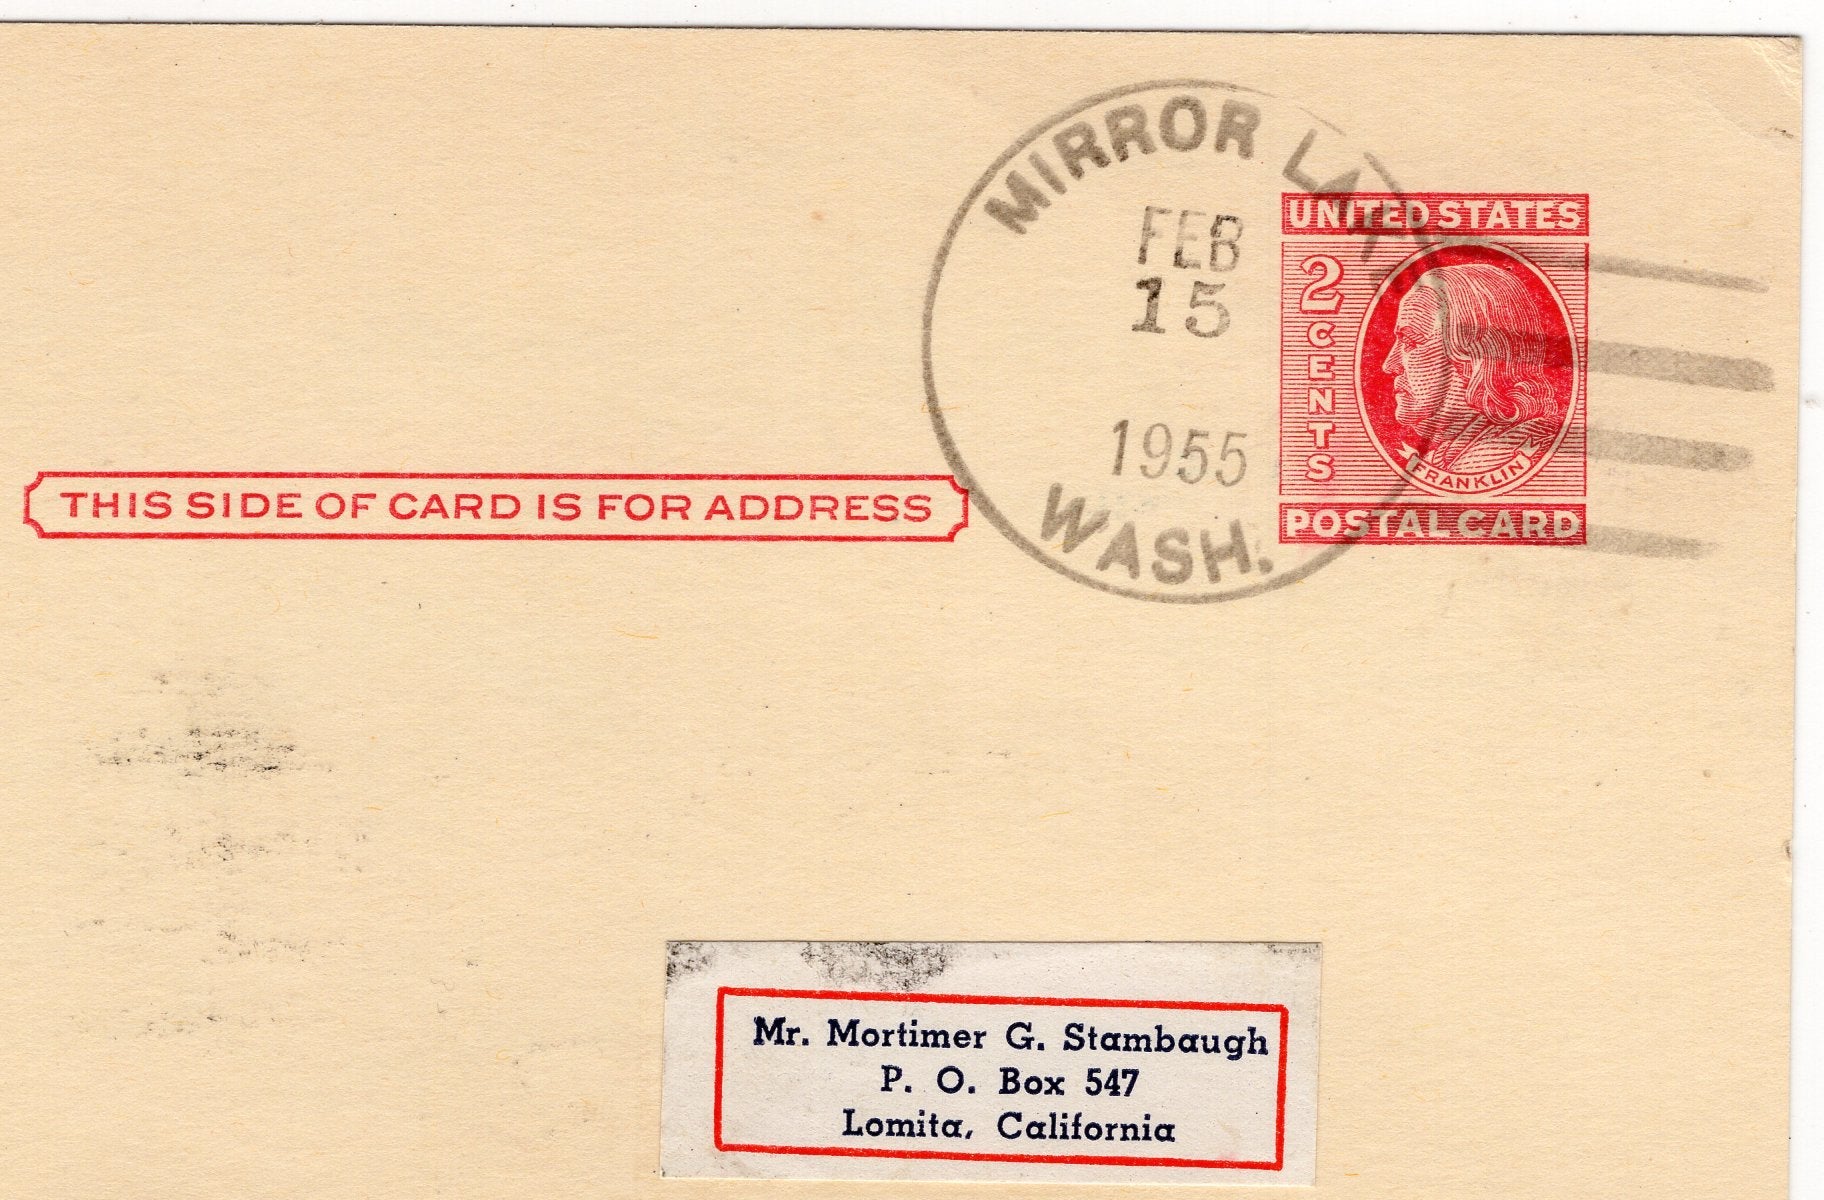 MIRROR LAKE
FEB
15
1955
WASH.
UNITED STATES
2
CENTS
FRANKLIN
POSTAL CARD
THIS SIDE OF CARD IS FOR ADDRESS
Mr. Mortimer G. Stambaugh
P. O. Box 547
Lomita, California